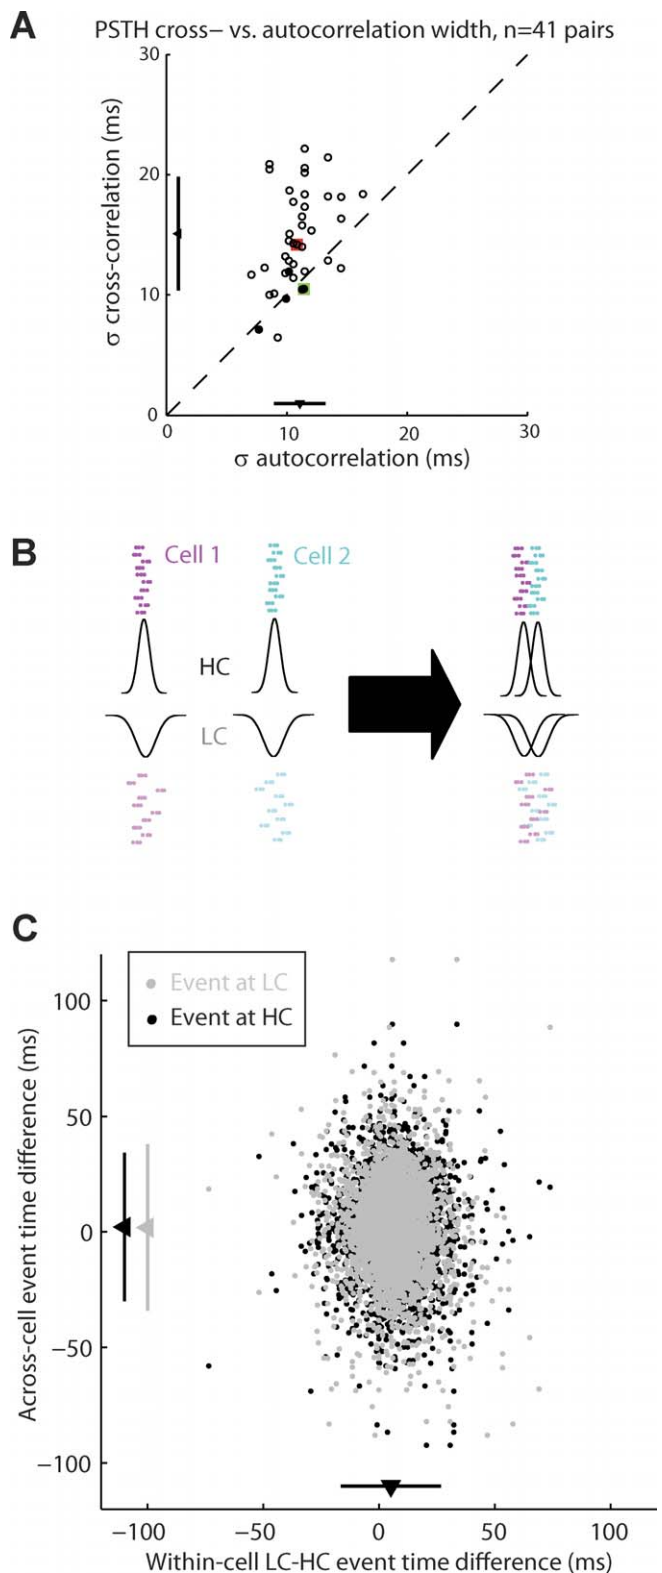 A
PSTH cross− vs. autocorrelation width, n=41 pairs
30
20
10
0
σ cross-correlation (ms)
0 10 20 30
σ autocorrelation (ms)
B
Cell 1 Cell 2
HC
LC
C
Event at LC
Event at HC
100
50
0
−50
−100
Across-cell event time difference (ms)
−100 −50 0 50 100
Within-cell LC-HC event time difference (ms)